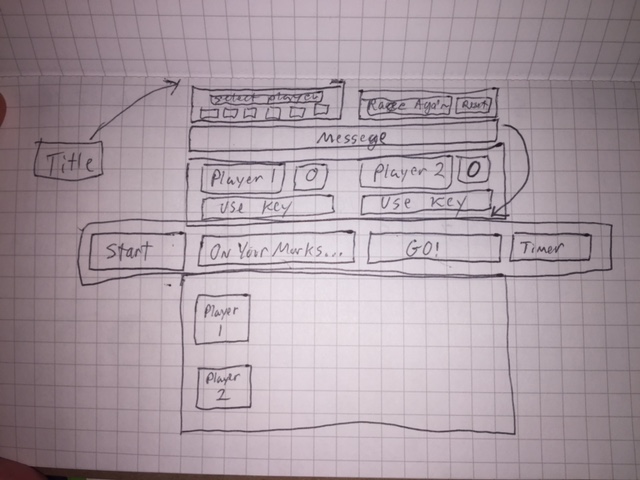 Select player
Race Again Reset
Message
Title
Player 1 0 Player 2 0
Use Key Use Key
Start On Your Marks... GO! Timer
Player
1
Player
2